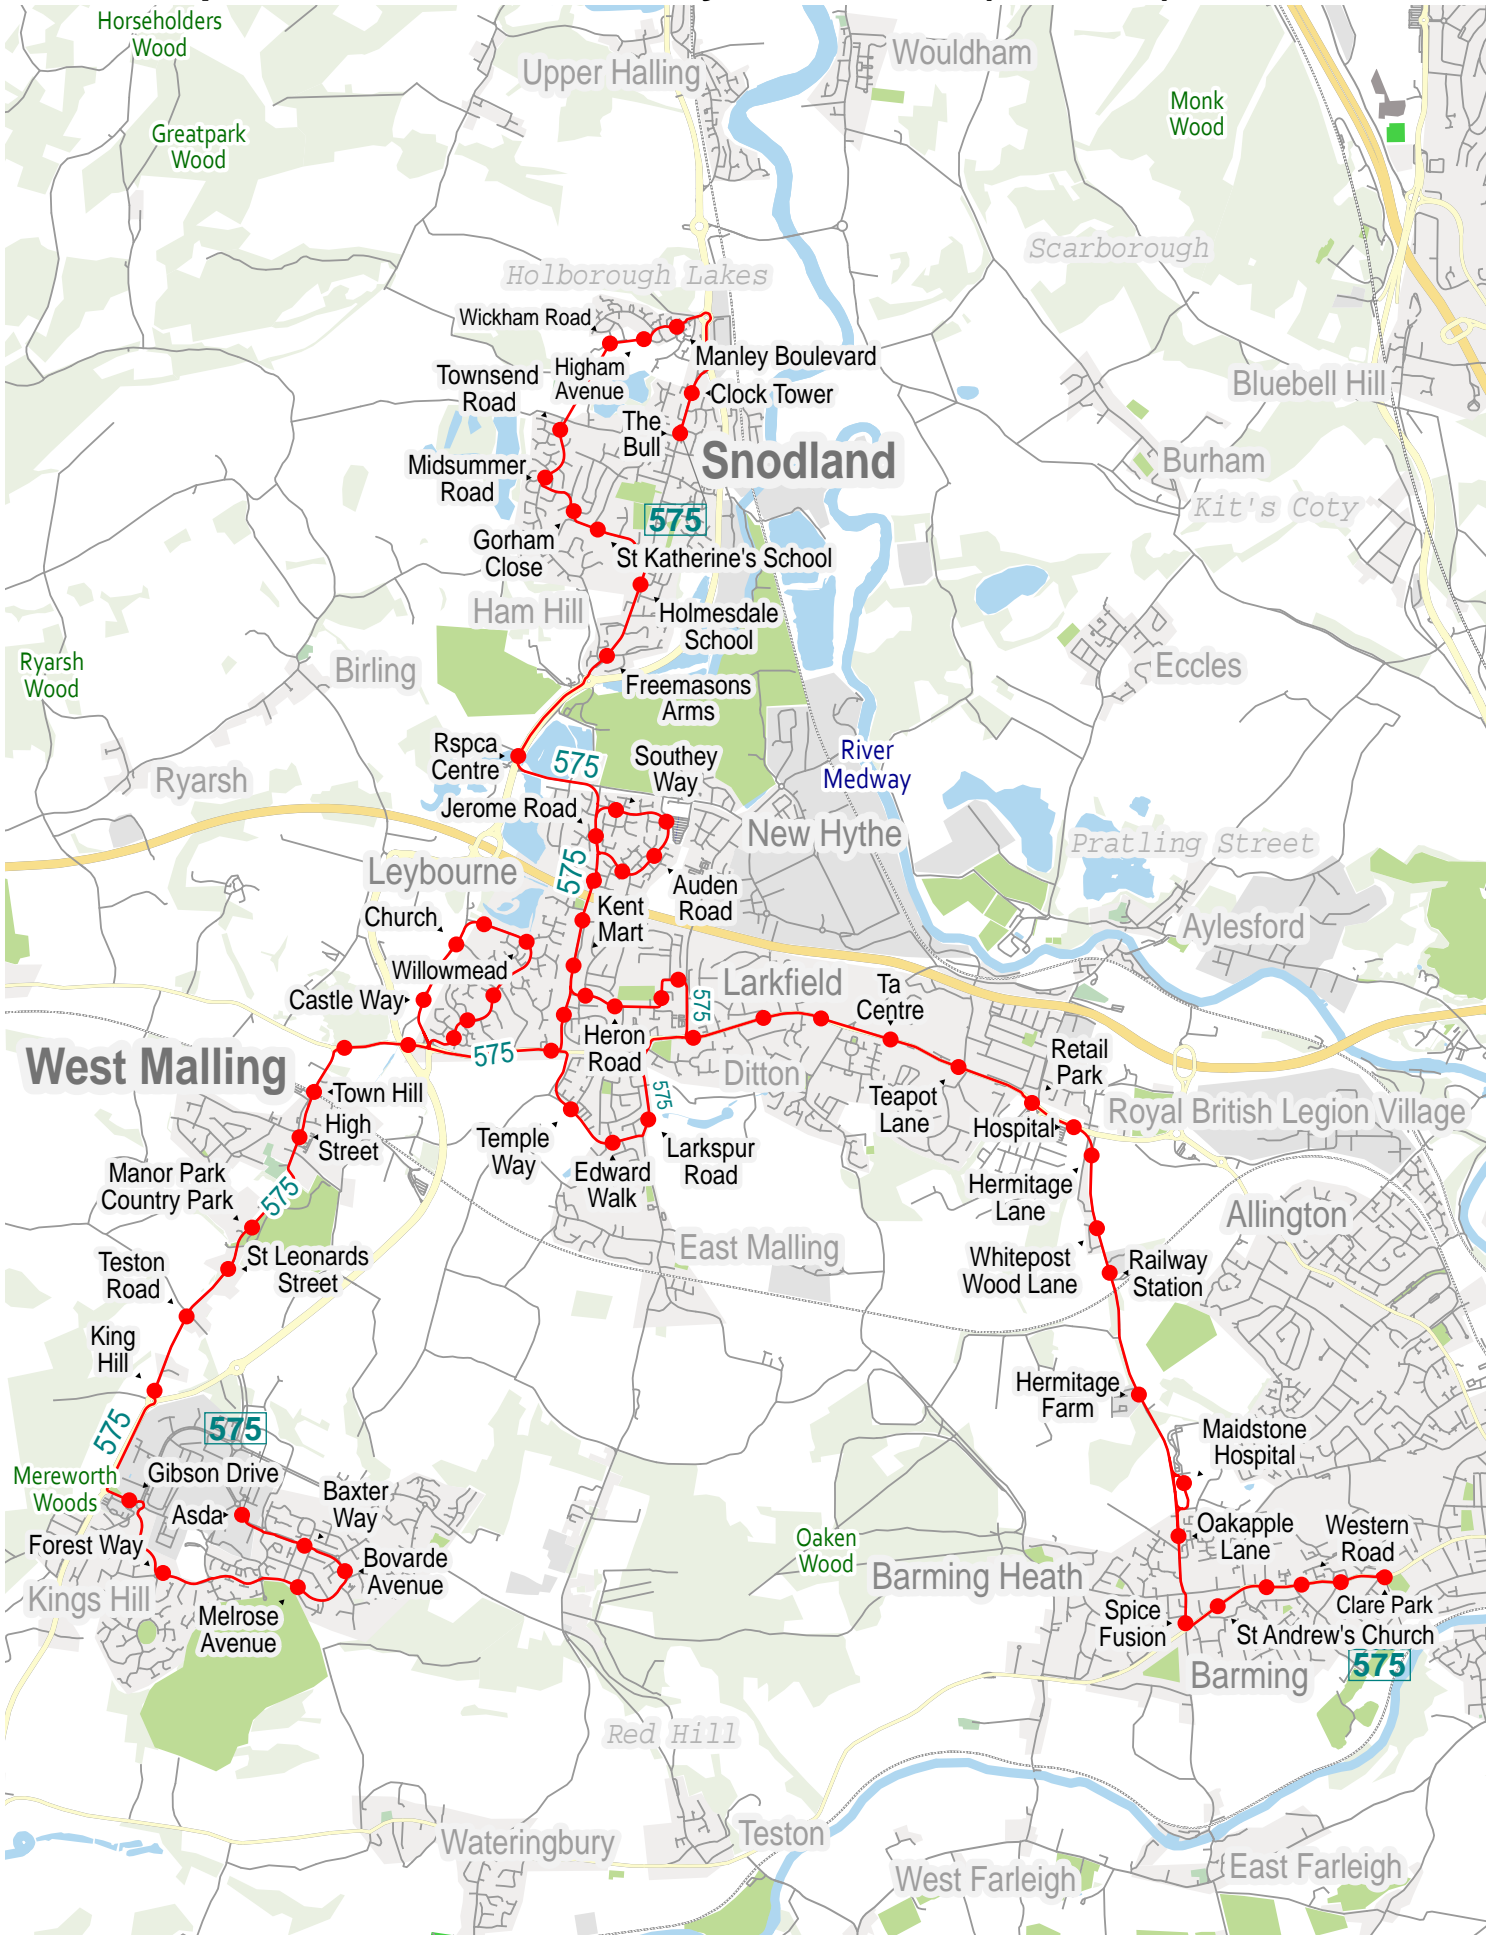 Horseholders
Wood
Upper Halling
Wouldham
Monk
Wood
Greatpark
Wood
Scarborough
Holborough Lakes
Wickham Road
Manley Boulevard
Higham
Avenue
Townsend
Road
Clock Tower
Bluebell Hill
The
Bull
Snodland
Burham
Midsummer
Road
Kit's Coty
575
Gorham
Close
St Katherine's School
Ham Hill
Holmesdale
School
Ryarsh
Wood
Birling
Eccles
Freemasons
Arms
Rspca
Centre
575
Southey
Way
River
Medway
Ryarsh
Jerome Road
New Hythe
Pratling Street
Leybourne
575
Auden
Road
Church
Kent
Mart
Aylesford
Willowmead
Castle Way
Larkfield
575
Ta
Centre
Heron
Road
575
West Malling
Ditton
Retail
Park
Town Hill
575
Teapot
Lane
Royal British Legion Village
High
Street
Hospital
Temple
Way
Larkspur
Road
Edward
Walk
Manor Park
Country Park
575
Hermitage
Lane
Allington
East Malling
St Leonards
Street
Teston
Road
Whitepost
Wood Lane
Railway
Station
King
Hill
Hermitage
Farm
575
575
Maidstone
Hospital
Mereworth
Woods
Gibson Drive
Asda
Baxter
Way
Forest Way
Oaken
Wood
Oakapple
Lane
Western
Road
Bovarde
Avenue
Barming Heath
Kings Hill
Melrose
Avenue
Clare Park
Spice
Fusion
St Andrew's Church
575
Barming
Red Hill
Wateringbury
Teston
West Farleigh
East Farleigh